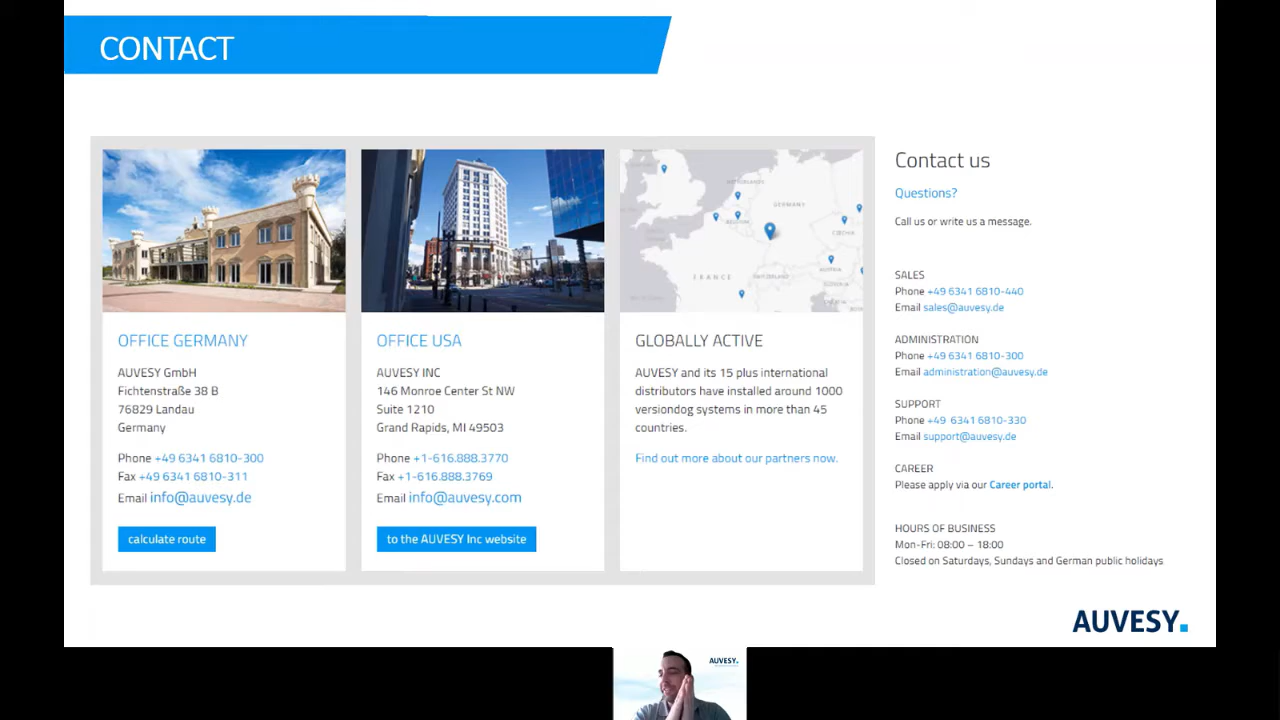 CONTACT
OFFICE GERMANY
AUVESY GmbH
Fichtenstraße 38 B
76829 Landau
Germany
Phone +49 6341 6810-300
Fax +49 6341 6810-311
Email info@auvesy.de
calculate route
OFFICE USA
AUVESY INC
146 Monroe Center St NW
Suite 1210
Grand Rapids, MI 49503
Phone +1-616.888.3770
Fax +1-616.888.3769
Email info@auvesy.com
to the AUVESY Inc website
GERMANY
FRANCE
GLOBALLY ACTIVE
AUVESY and its 15 plus international
distributors have installed around 1000
versiondog systems in more than 45
countries.
Find out more about our partners now.
Contact us
Questions?
Call us or write us a message.
SALES
Phone +49 6341 6810-440
Email sales@auvesy.de
ADMINISTRATION
Phone +49 6341 6810-300
Email administration@auvesy.de
SUPPORT
Phone +49 6341 6810-330
Email support@auvesy.de
CAREER
Please apply via our Career portal.
HOURS OF BUSINESS
Mon-Fri: 08:00 – 18:00
Closed on Saturdays, Sundays and German public holidays
AUVESY.
AUVESY.